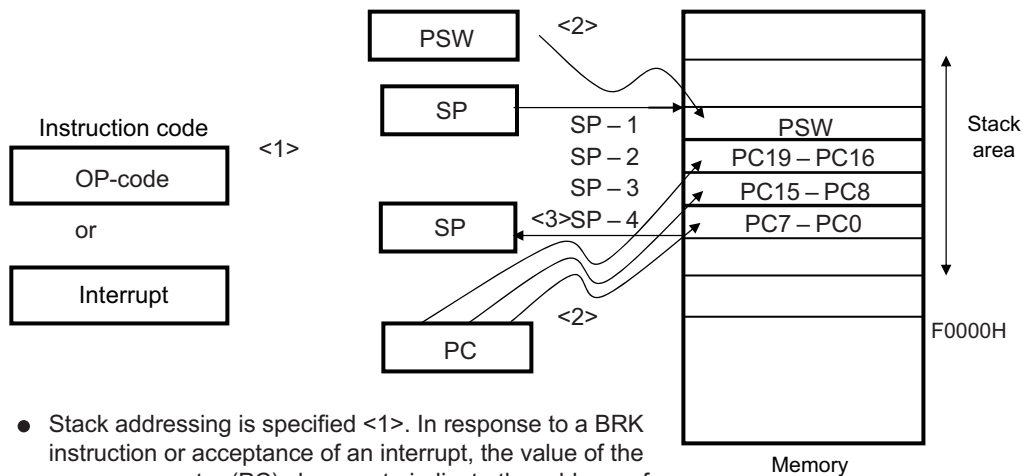 PSW
<2>
SP
Instruction code
<1>
OP-code
or
Interrupt
SP – 1
SP – 2
SP – 3
<3>SP – 4
SP
<2>
PC
PSW
PC19 – PC16
PC15 – PC8
PC7 – PC0
Stack
area
F0000H
Memory
● Stack addressing is specified <1>. In response to a BRK
instruction or acceptance of an interrupt, the value of the